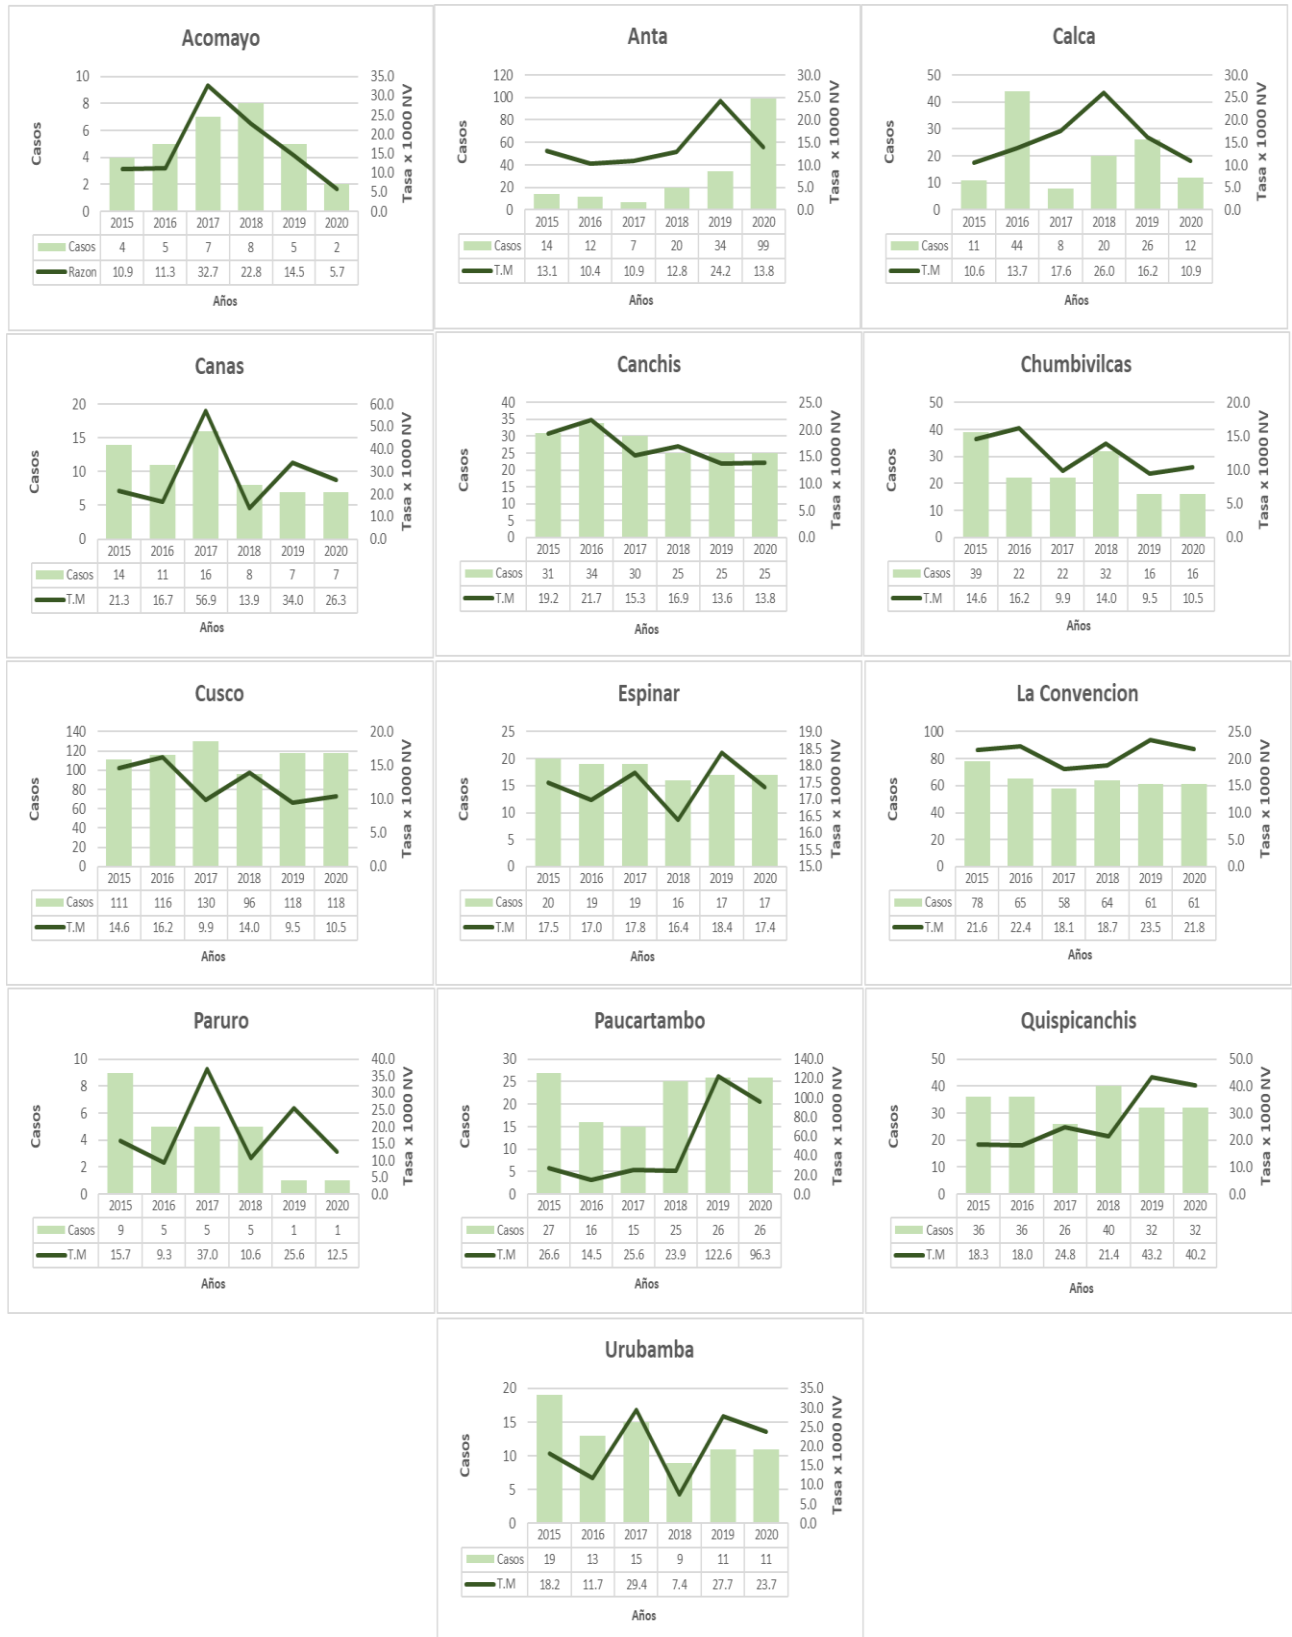 Acomayo
Casos
Tasa x 1000 NV
10
8
6
4
2
0
35.0
30.0
25.0
20.0
15.0
10.0
5.0
0.0
2015 2016 2017 2018 2019 2020
Casos 4 5 7 8 5 2
Razon 10.9 11.3 32.7 22.8 14.5 5.7
Años
Anta
Casos
Tasa x 1000 NV
120
100
80
60
40
20
0
30.0
25.0
20.0
15.0
10.0
5.0
0.0
2015 2016 2017 2018 2019 2020
Casos 14 12 7 20 34 99
T.M 13.1 10.4 10.9 12.8 24.2 13.8
Años
Calca
Casos
Tasa x 1000 NV
50
40
30
20
10
0
30.0
25.0
20.0
15.0
10.0
5.0
0.0
2015 2016 2017 2018 2019 2020
Casos 11 44 8 20 26 12
T.M 10.6 13.7 17.6 26.0 16.2 10.9
Años
Canas
Casos
Tasa x 1000 NV
20
15
10
5
0
60.0
50.0
40.0
30.0
20.0
10.0
0.0
2015 2016 2017 2018 2019 2020
Casos 14 11 16 8 7 7
T.M 21.3 16.7 56.9 13.9 34.0 26.3
Años
Canchis
Casos
Tasa x 1000 NV
40
35
30
25
20
15
10
5
0
25.0
20.0
15.0
10.0
5.0
0.0
2015 2016 2017 2018 2019 2020
Casos 31 34 30 25 25 25
T.M 19.2 21.7 15.3 16.9 13.6 13.8
Años
Chumbivilcas
Casos
Tasa x 1000 NV
50
40
30
20
10
0
20.0
15.0
10.0
5.0
0.0
2015 2016 2017 2018 2019 2020
Casos 39 22 22 32 16 16
T.M 14.6 16.2 9.9 14.0 9.5 10.5
Años
Cusco
Casos
Tasa x 1000 NV
140
120
100
80
60
40
20
0
20.0
15.0
10.0
5.0
0.0
2015 2016 2017 2018 2019 2020
Casos 111 116 130 96 118 118
T.M 14.6 16.2 9.9 14.0 9.5 10.5
Años
Espinar
Casos
Tasa x 1000 NV
25
20
15
10
5
0
19.0
18.5
18.0
17.5
17.0
16.5
16.0
15.5
15.0
2015 2016 2017 2018 2019 2020
Casos 20 19 19 16 17 17
T.M 17.5 17.0 17.8 16.4 18.4 17.4
Años
La Convencion
Casos
Tasa x 1000 NV
100
80
60
40
20
0
25.0
20.0
15.0
10.0
5.0
0.0
2015 2016 2017 2018 2019 2020
Casos 78 65 58 64 61 61
T.M 21.6 22.4 18.1 18.7 23.5 21.8
Años
Paruro
Casos
Tasa x 1000 NV
10
8
6
4
2
0
40.0
35.0
30.0
25.0
20.0
15.0
10.0
5.0
0.0
2015 2016 2017 2018 2019 2020
Casos 9 5 5 5 1 1
T.M 15.7 9.3 37.0 10.6 25.6 12.5
Años
Paucartambo
Casos
Tasa x 1000 NV
30
25
20
15
10
5
0
140.0
120.0
100.0
80.0
60.0
40.0
20.0
0.0
2015 2016 2017 2018 2019 2020
Casos 27 16 15 25 26 26
T.M 26.6 14.5 25.6 23.9 122.6 96.3
Años
Quispicanchis
Casos
Tasa x 1000 NV
50
40
30
20
10
0
50.0
40.0
30.0
20.0
10.0
0.0
2015 2016 2017 2018 2019 2020
Casos 36 36 26 40 32 32
T.M 18.3 18.0 24.8 21.4 43.2 40.2
Años
Urubamba
Casos
Tasa x 1000 NV
20
15
10
5
0
35.0
30.0
25.0
20.0
15.0
10.0
5.0
0.0
2015 2016 2017 2018 2019 2020
Casos 19 13 15 9 11 11
T.M 18.2 11.7 29.4 7.4 27.7 23.7
Años